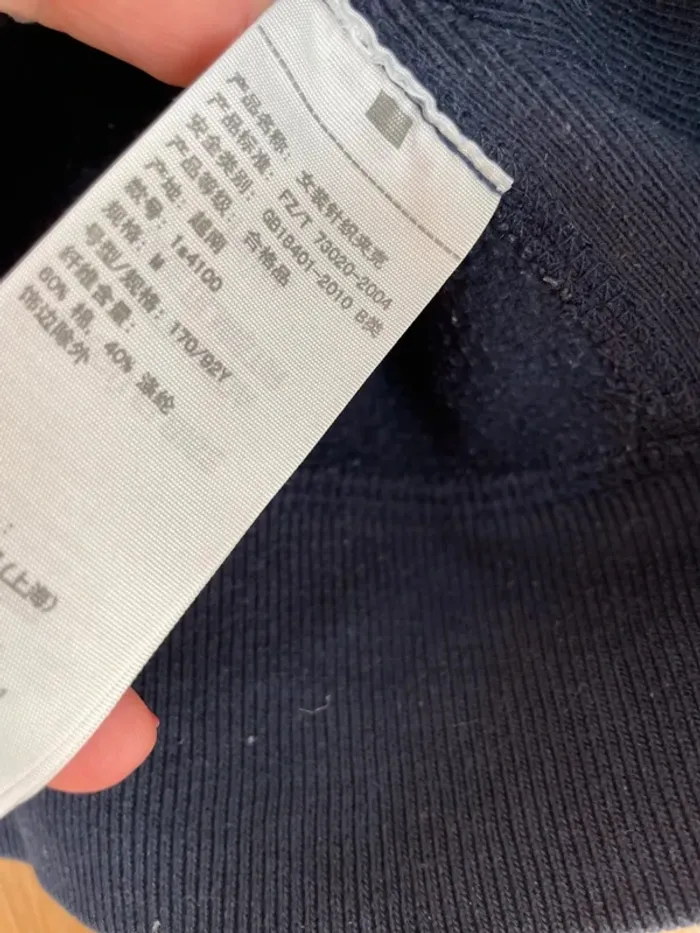 产品名称: 女装针织夹克
产品标准: FZ/T 73020-2004
安全类别: GB18401-2010 B类
产品等级: 合格品
产地: 越南
款号: 1x4100
规格: M
号型/规格: 170/92Y
纤维含量:
60% 棉, 40% 涤纶
饰边除外
:
(上海)